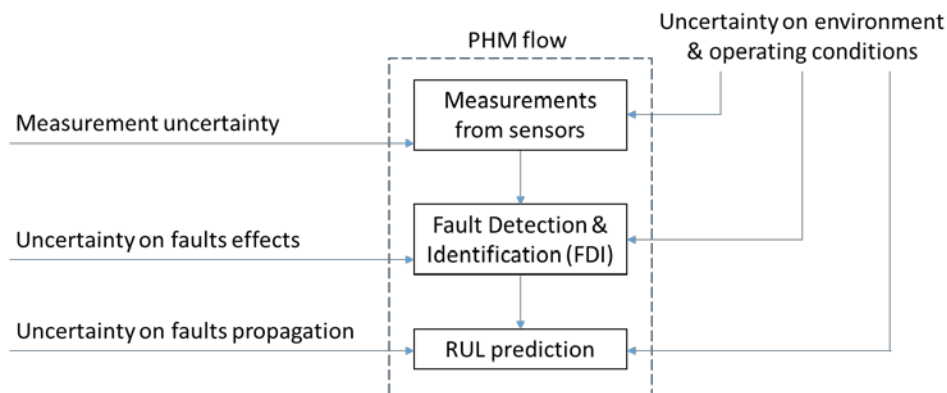 PHM flow
Uncertainty on environment
& operating conditions
Measurements
from sensors
Measurement uncertainty
Fault Detection &
Identification (FDI)
Uncertainty on faults effects
Uncertainty on faults propagation
RUL prediction